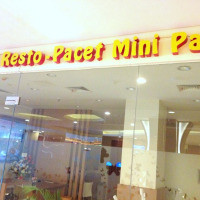 Resto - Pacet Mini Pa